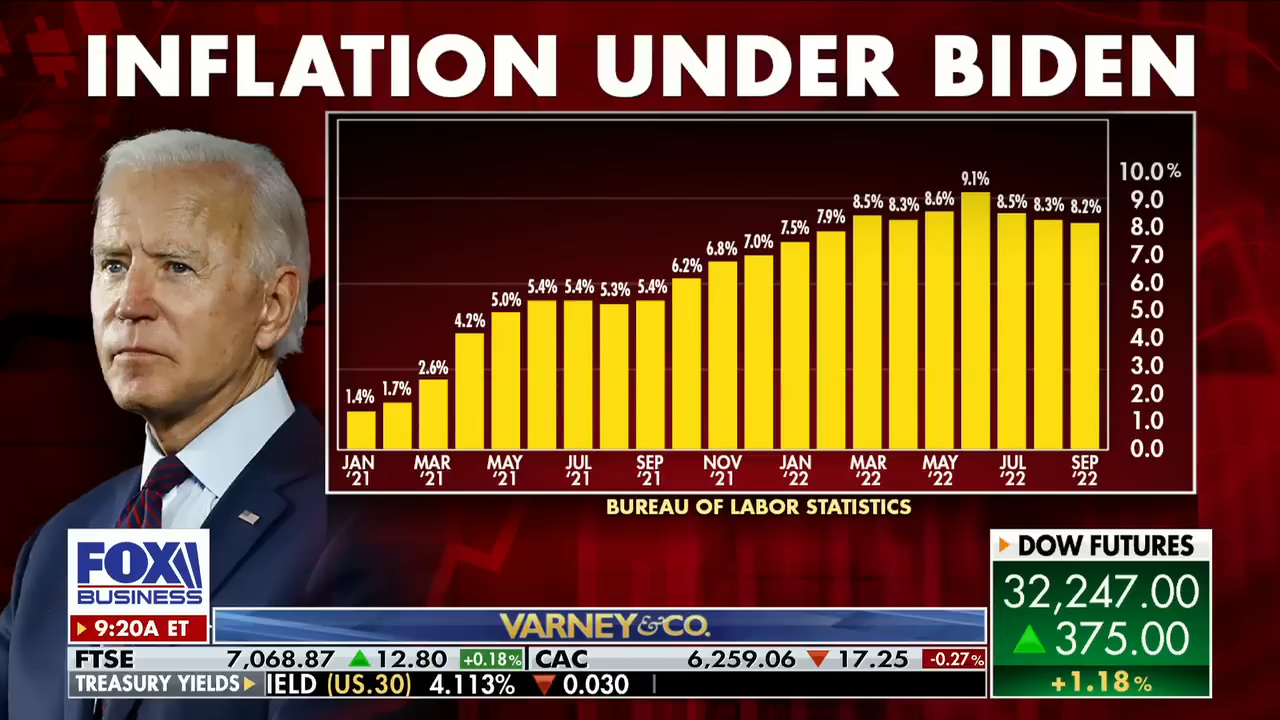 INFLATION UNDER BIDEN
10.0%
9.0
8.0
7.0
6.0
5.0
4.0
3.0
2.0
1.0
0.0
1.4% 1.7% 2.6% 4.2% 5.0% 5.4% 5.4% 5.3% 5.4% 6.2% 6.8% 7.0% 7.5% 7.9% 8.5% 8.3% 8.6% 9.1% 8.5% 8.3% 8.2%
JAN MAR MAY JUL SEP NOV JAN MAR MAY JUL SEP
'21 '21 '21 '21 '21 '21 '22 '22 '22 '22 '22
BUREAU OF LABOR STATISTICS
FOX
BUSINESS
9:20A ET
VARNEY & CO.
FTSE 7,068.87 ▲ 12.80 +0.18% CAC 6,259.06 ▼ 17.25 -0.27%
TREASURY YIELDS IELD (US.30) 4.113% ▼ 0.030
DOW FUTURES
32,247.00
▲ 375.00
+1.18%